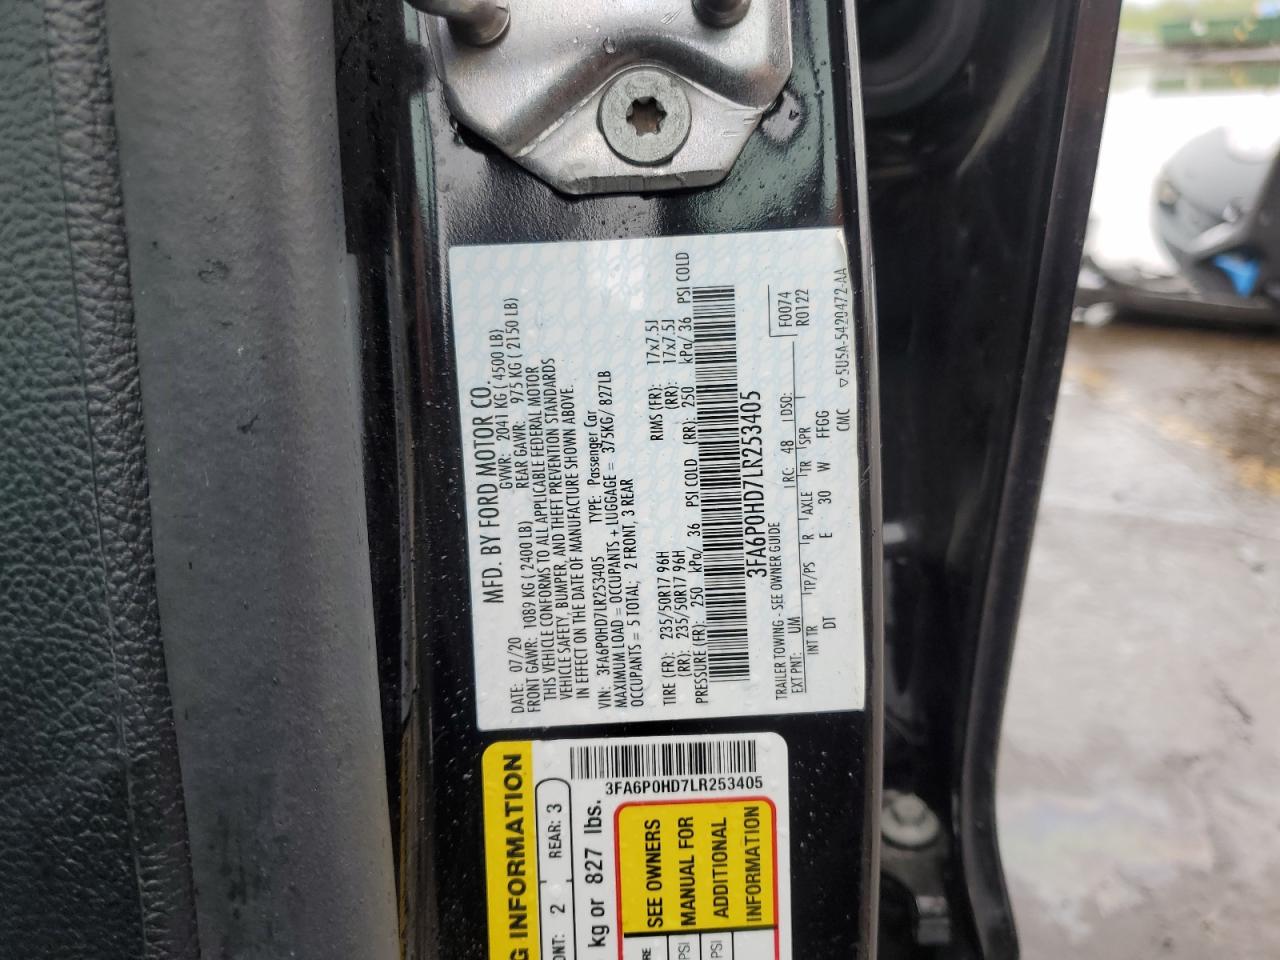 MFD. BY FORD MOTOR CO.
DATE: 07/20 GVWR: 2041 KG ( 4500 LB)
FRONT GAWR: 1089 KG ( 2400 LB) REAR GAWR: 975 KG ( 2150 LB)
THIS VEHICLE CONFORMS TO ALL APPLICABLE FEDERAL MOTOR
VEHICLE SAFETY, BUMPER, AND THEFT PREVENTION STANDARDS
IN EFFECT ON THE DATE OF MANUFACTURE SHOWN ABOVE.
VIN: 3FA6P0HD7LR253405 TYPE: Passenger Car
MAXIMUM LOAD = OCCUPANTS + LUGGAGE = 375KG/ 827LB
OCCUPANTS = 5 TOTAL, 2 FRONT, 3 REAR
TIRE (FR): 235/50R17 96H RIMS (FR): 17x7.5J
(RR): 235/50R17 96H (RR): 17x7.5J
PRESSURE (FR): 250 kPa/ 36 PSI COLD (RR): 250 kPa/ 36 PSI COLD
3FA6P0HD7LR253405
TRAILER TOWING - SEE OWNER GUIDE F0074
EXT PNT: UM RC: 48 DSO: R0122
INT TR TP/PS R AXLE TR SPR
DT E 30 W FFGG
CMC ▽5U5A-5420472-AA
G INFORMATION
ONT: 2 REAR: 3
3FA6P0HD7LR253405
kg or 827 lbs.
SEE OWNERS
MANUAL FOR
ADDITIONAL
INFORMATION
RE
PSI
PSI